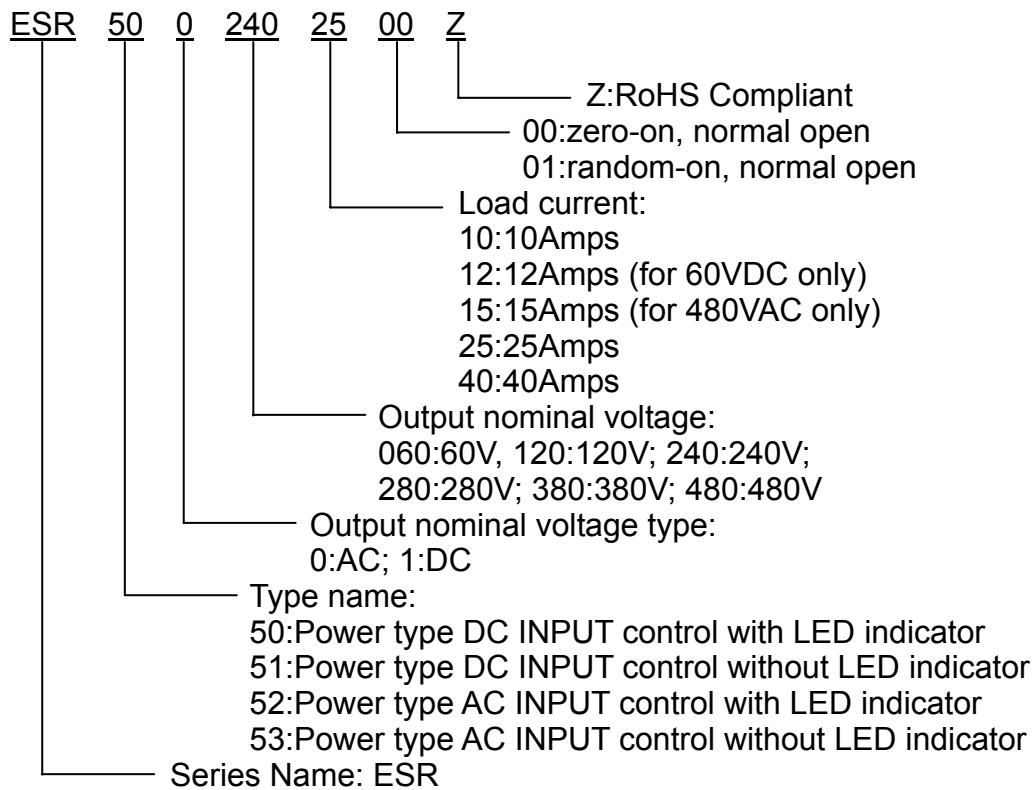 ESR 50 0 240 25 00 Z
Z:RoHS Compliant
00:zero-on, normal open
01:random-on, normal open
Load current:
10:10Amps
12:12Amps (for 60VDC only)
15:15Amps (for 480VAC only)
25:25Amps
40:40Amps
Output nominal voltage:
060:60V, 120:120V; 240:240V;
280:280V; 380:380V; 480:480V
Output nominal voltage type:
0:AC; 1:DC
Type name:
50:Power type DC INPUT control with LED indicator
51:Power type DC INPUT control without LED indicator
52:Power type AC INPUT control with LED indicator
53:Power type AC INPUT control without LED indicator
Series Name: ESR